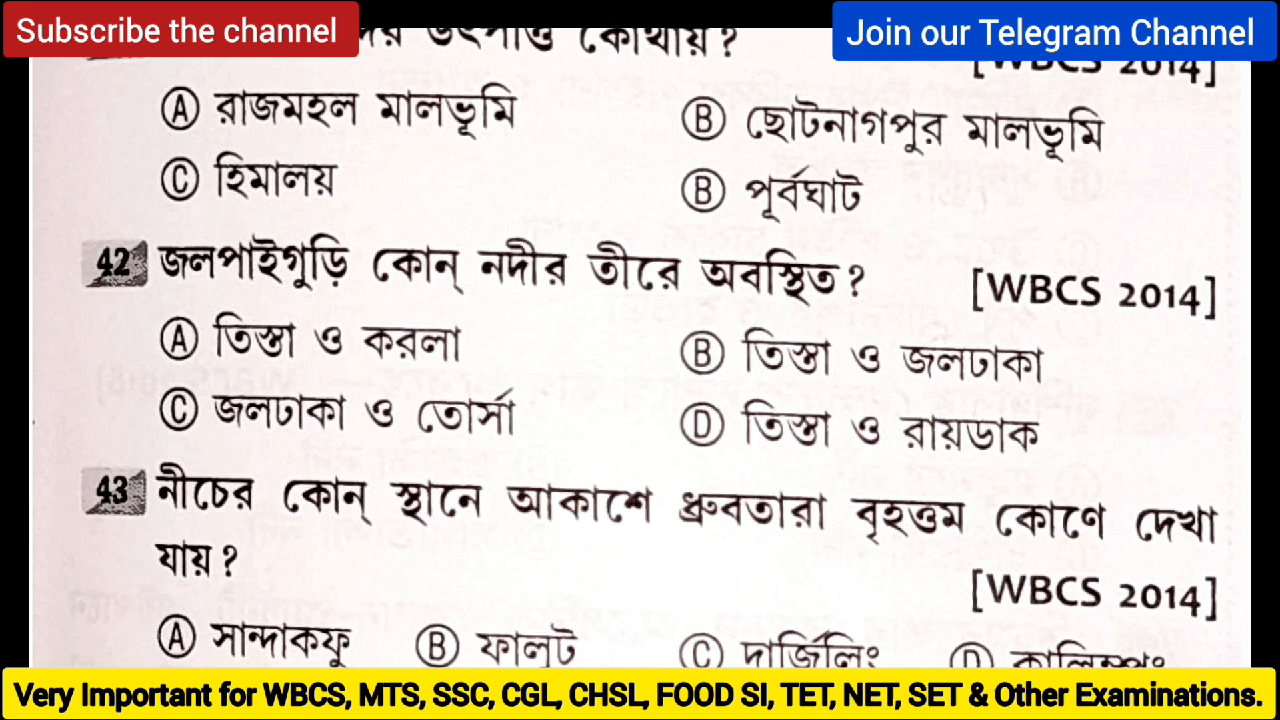 Subscribe the channel
Join our Telegram Channel
কোথায় ?
[WBCS 2014]
Ⓐ রাজমহল মালভূমি Ⓑ ছোটনাগপুর মালভূমি
Ⓒ হিমালয় Ⓑ পূর্বঘাট
42 জলপাইগুড়ি কোন্ নদীর তীরে অবস্থিত ? [WBCS 2014]
Ⓐ তিস্তা ও করলা Ⓑ তিস্তা ও জলঢাকা
Ⓒ জলঢাকা ও তোর্সা Ⓓ তিস্তা ও রায়ডাক
43 নীচের কোন্ স্থানে আকাশে ধ্রুবতারা বৃহত্তম কোণে দেখা
যায় ?
[WBCS 2014]
Ⓐ সান্দাকফু Ⓑ ফালুট Ⓒ দার্জিলিং Ⓓ কালিম্পং
Very Important for WBCS, MTS, SSC, CGL, CHSL, FOOD SI, TET, NET, SET & Other Examinations.